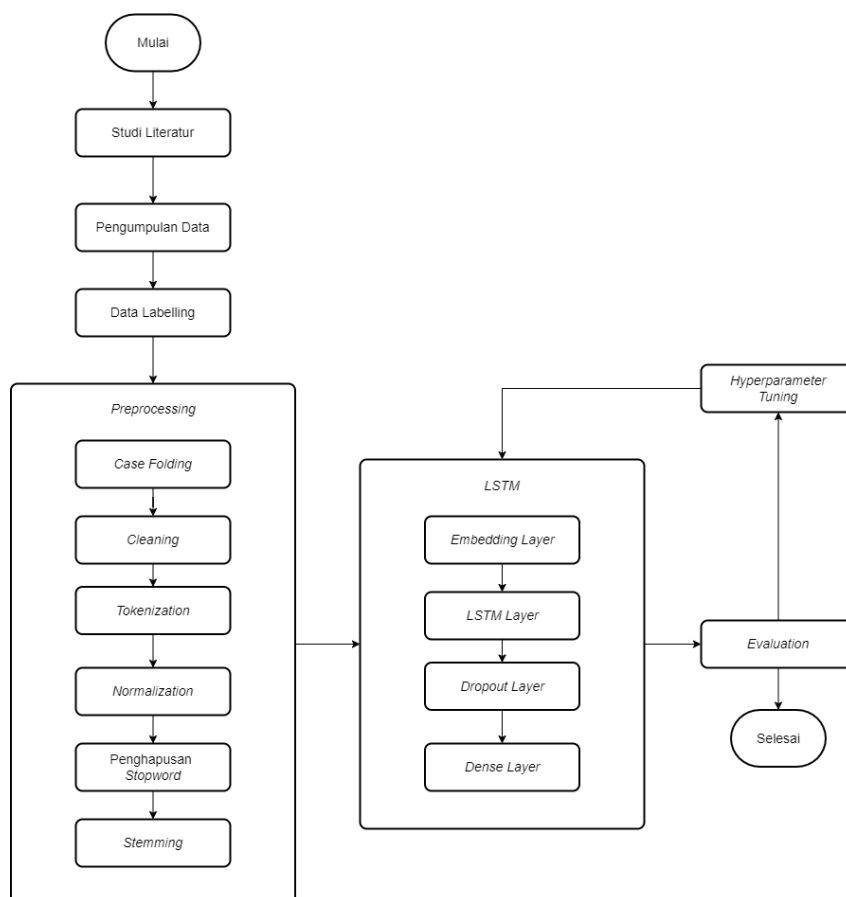 Mulai
Studi Literatur
Pengumpulan Data
Data Labelling
Preprocessing
Case Folding
Cleaning
Tokenization
Normalization
Penghapusan
Stopword
Stemming
LSTM
Embedding Layer
LSTM Layer
Dropout Layer
Dense Layer
Hyperparameter
Tuning
Evaluation
Selesai